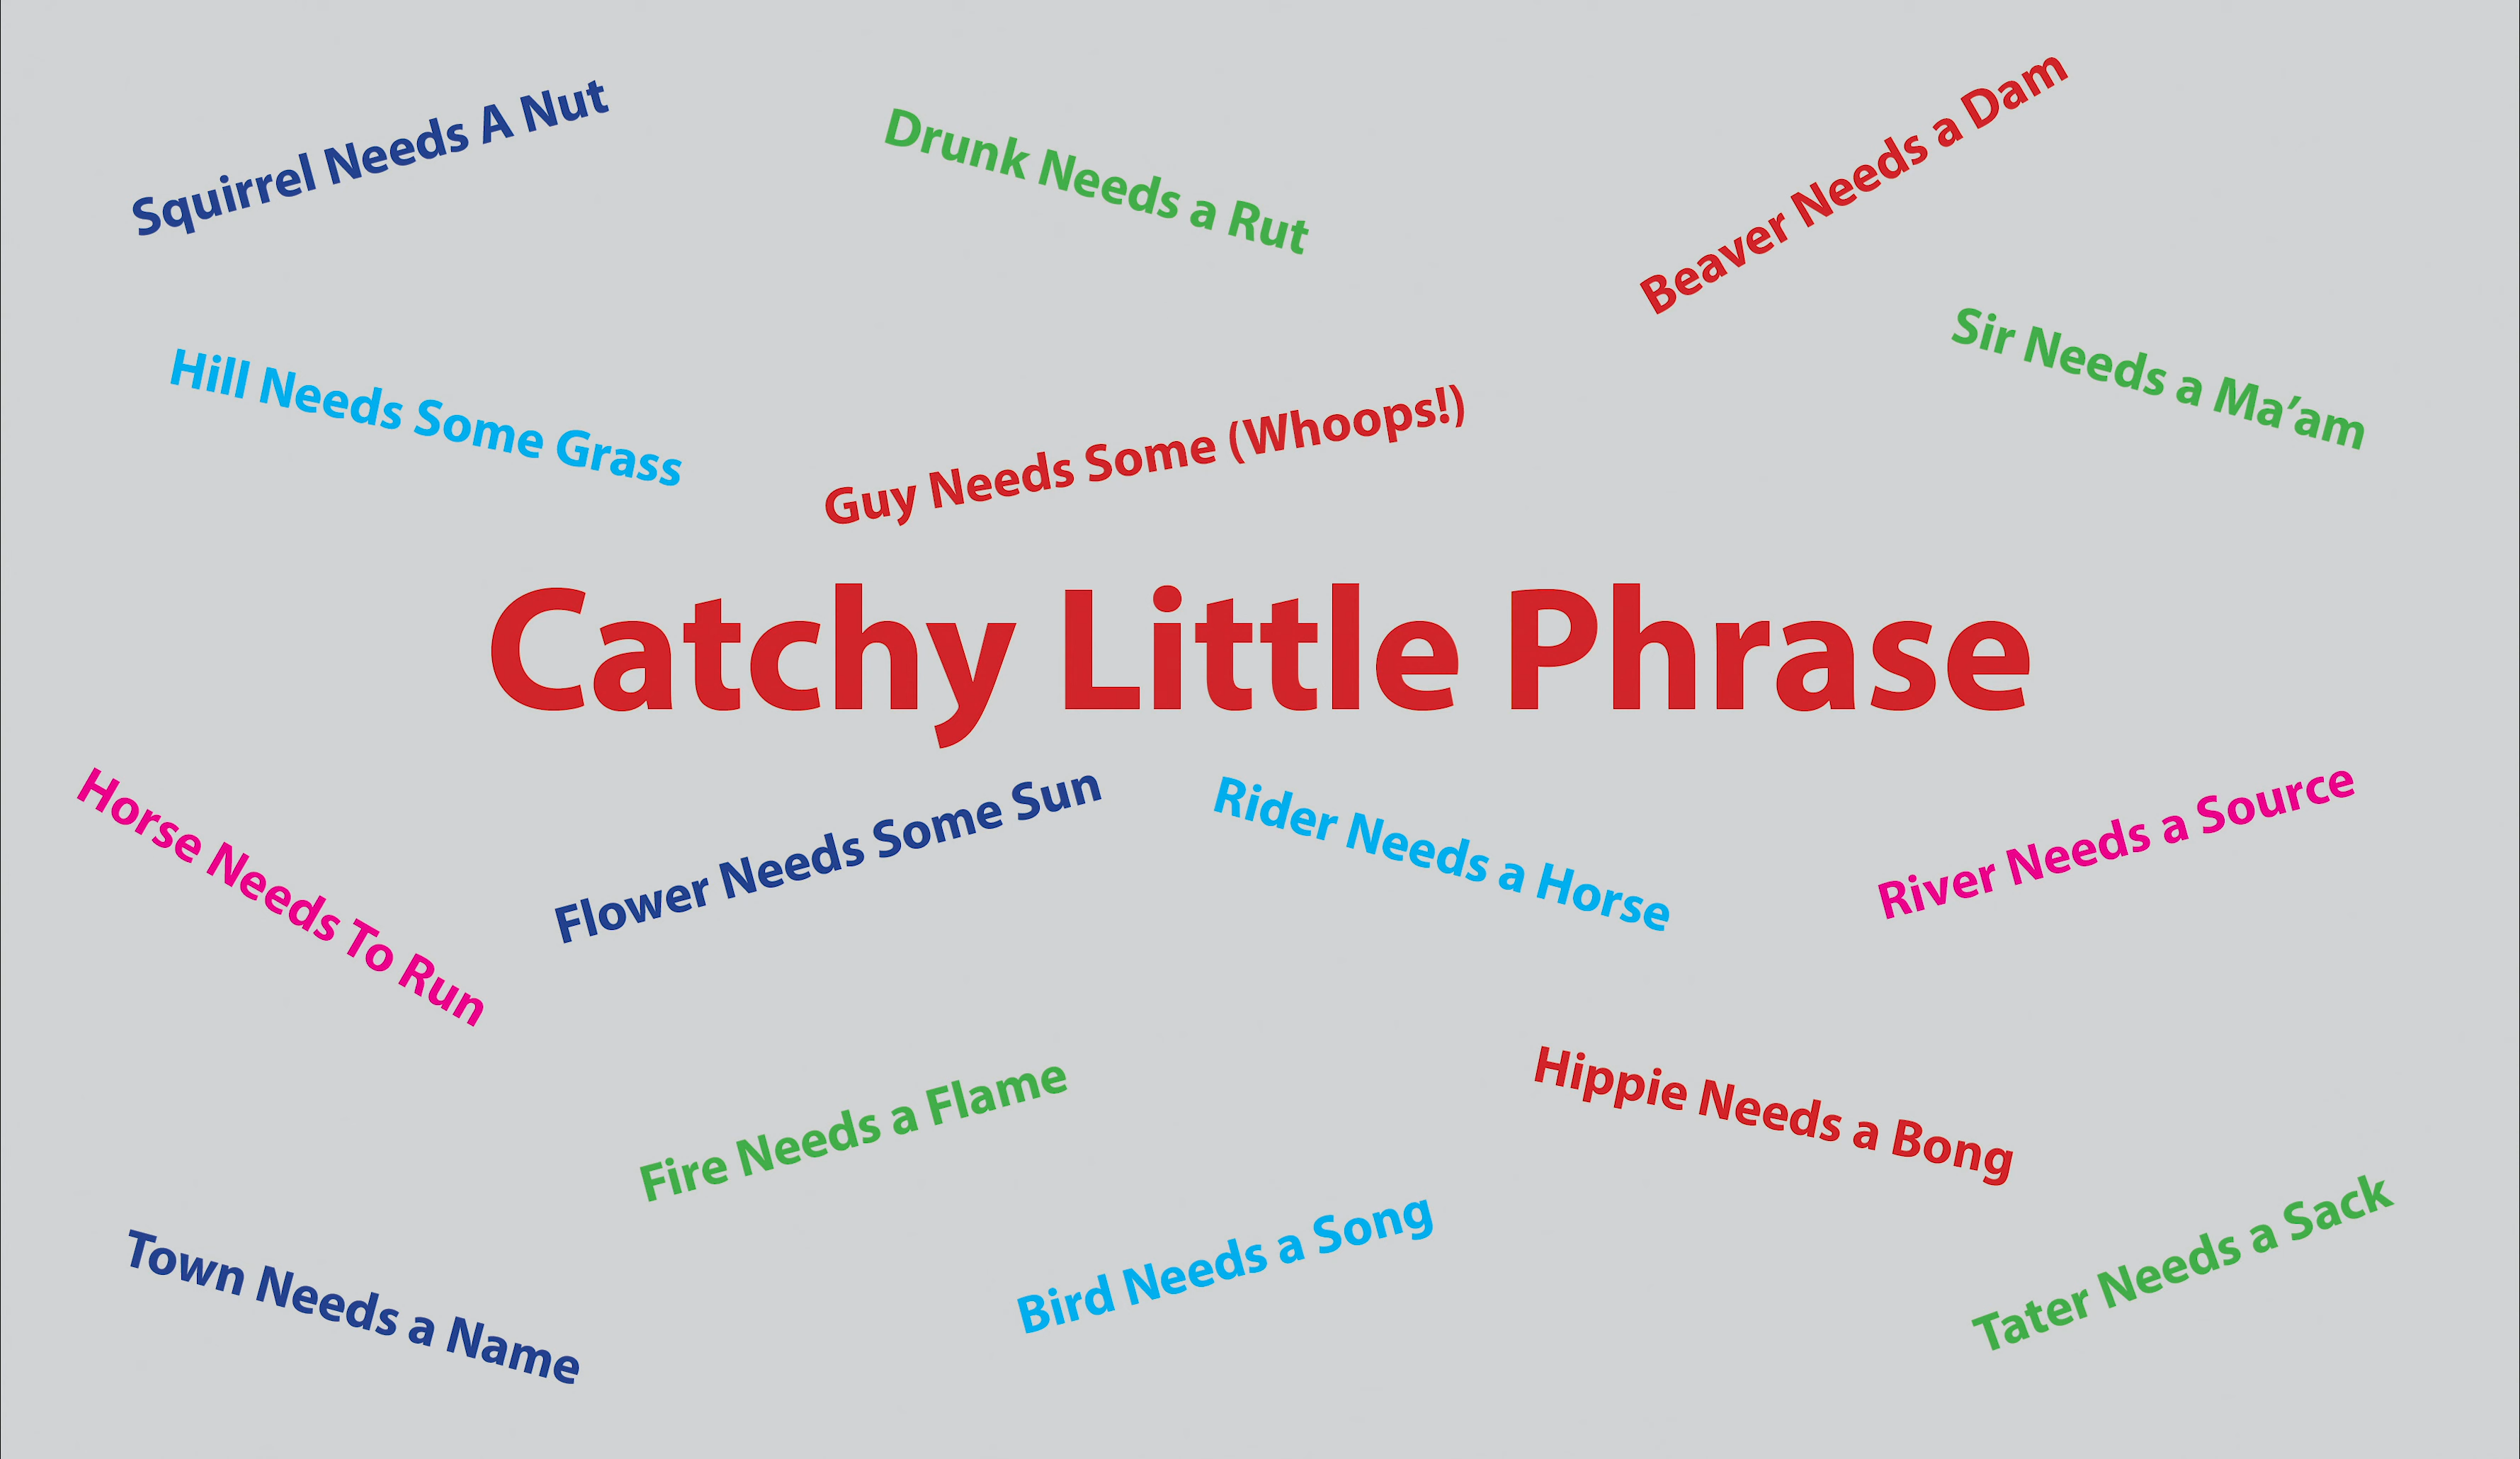 Squirrel Needs A Nut
Drunk Needs a Rut
Beaver Needs a Dam
Sir Needs a Ma’am
Hill Needs Some Grass
Guy Needs Some (Whoops!)
Catchy Little Phrase
Horse Needs To Run
Flower Needs Some Sun
Rider Needs a Horse
River Needs a Source
Town Needs a Name
Fire Needs a Flame
Bird Needs a Song
Hippie Needs a Bong
Tater Needs a Sack